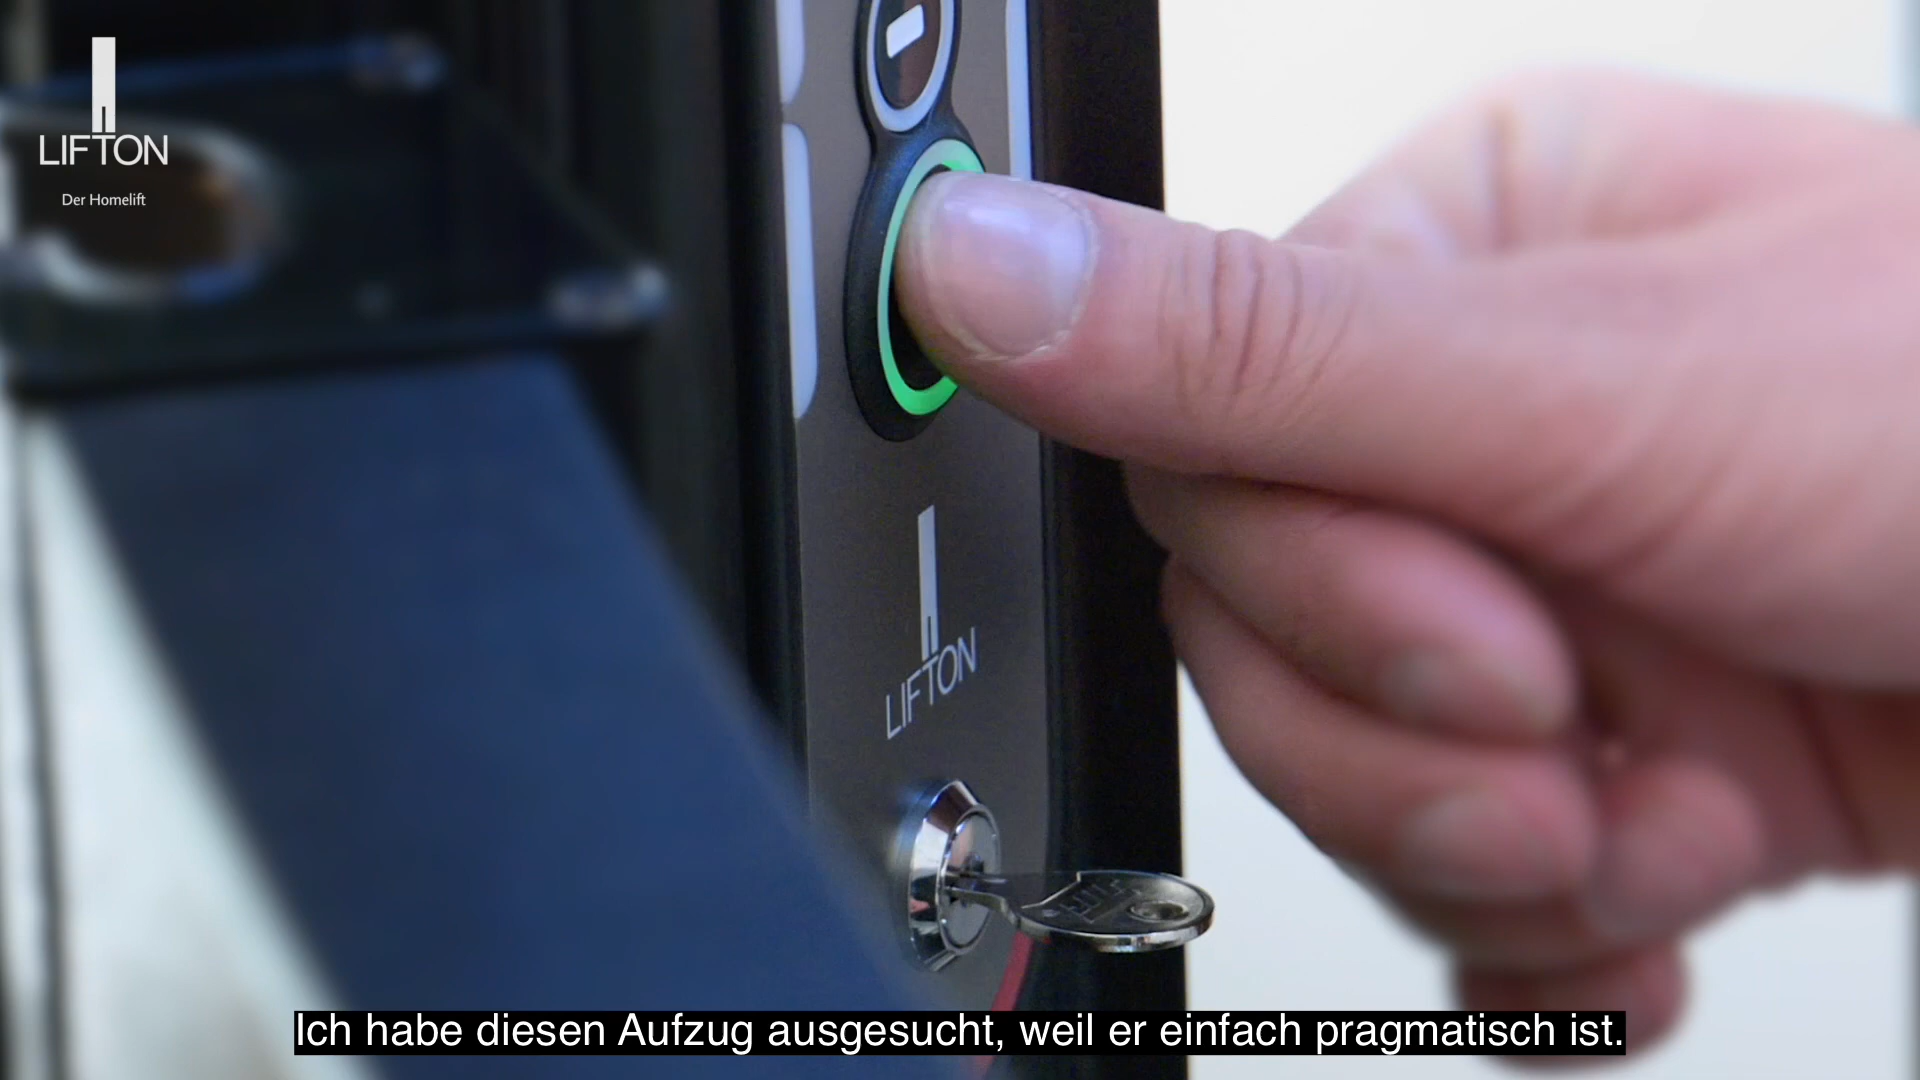 LIFTON
Der Homelift
LIFTON
Ich habe diesen Aufzug ausgesucht, weil er einfach pragmatisch ist.